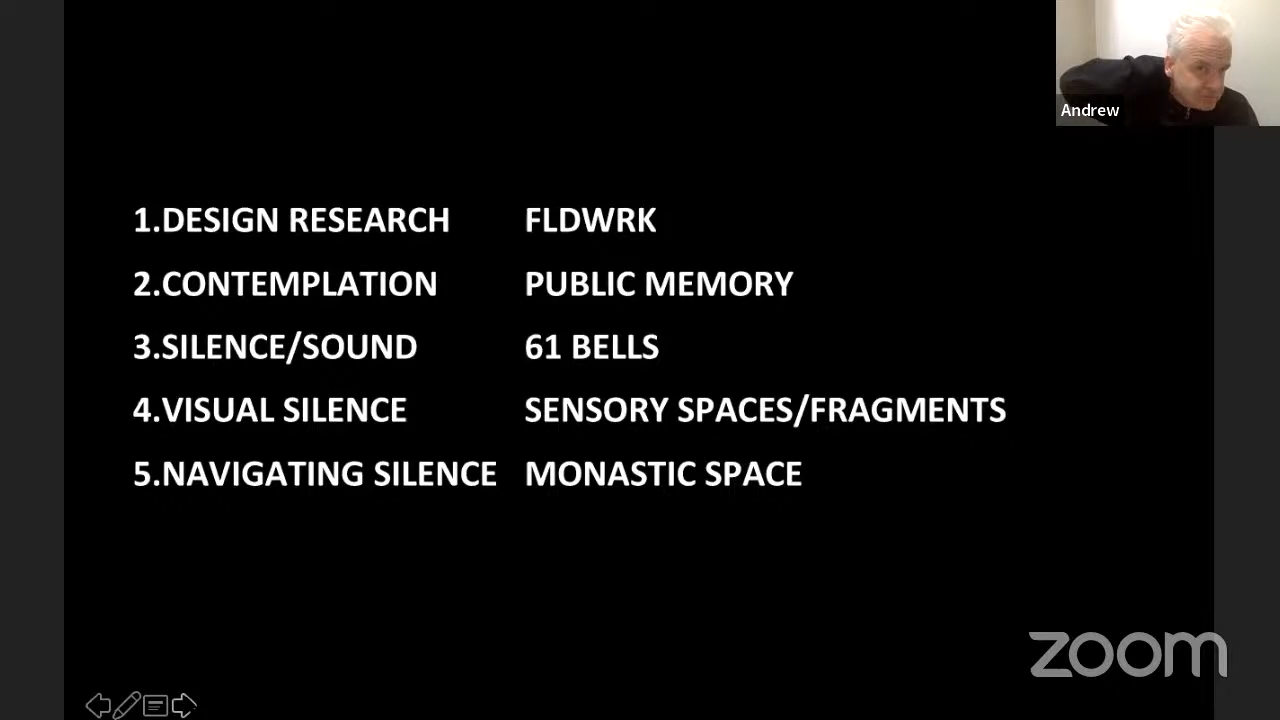 Andrew
1.DESIGN RESEARCH FLDWRK
2.CONTEMPLATION PUBLIC MEMORY
3.SILENCE/SOUND 61 BELLS
4.VISUAL SILENCE SENSORY SPACES/FRAGMENTS
5.NAVIGATING SILENCE MONASTIC SPACE
zoom